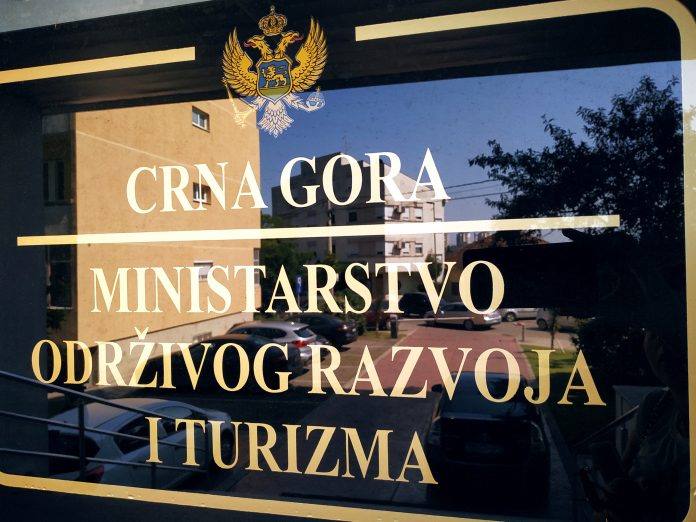 CRNA GORA
MINISTARSTVO
ODRŽIVOG RAZVOJA
I TURIZMA